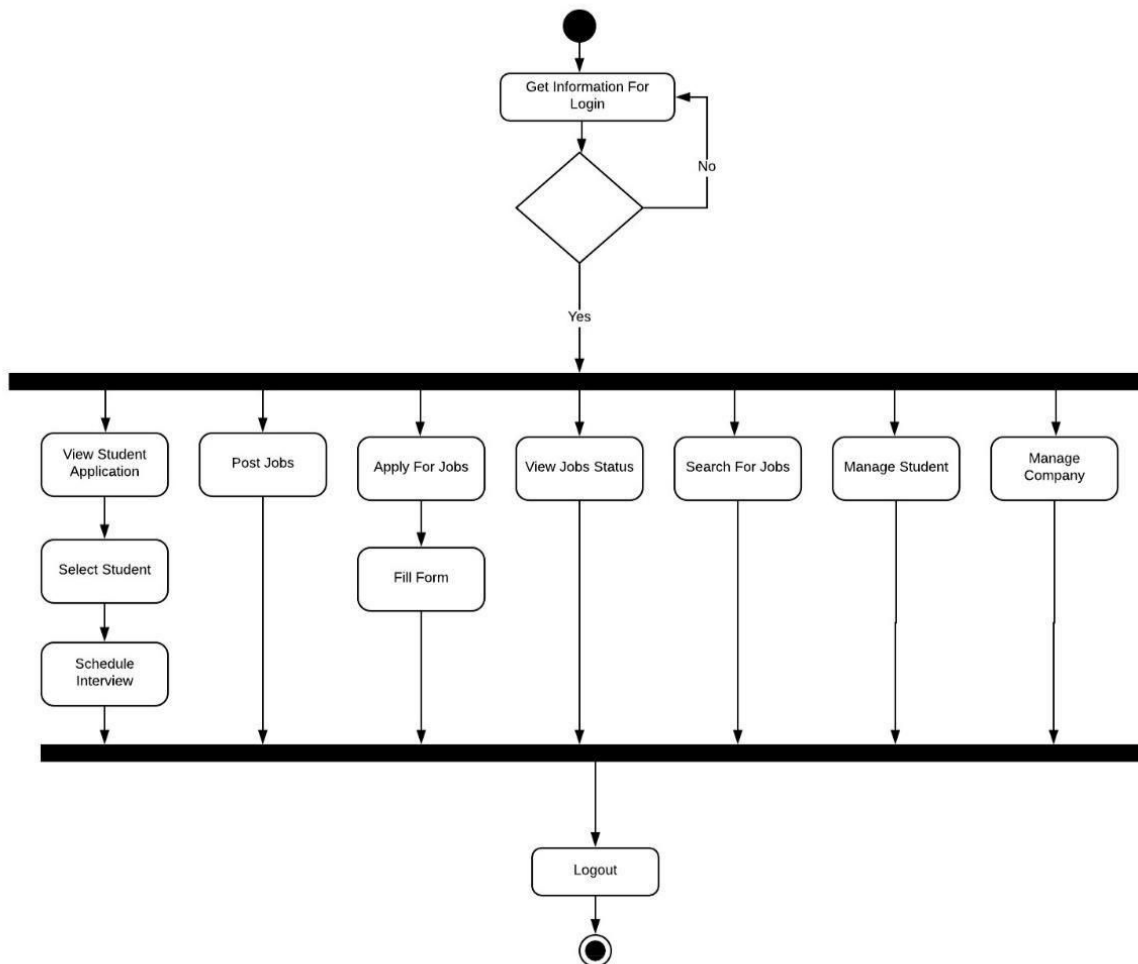 Get Information For
Login
No
Yes
View Student
Application
Post Jobs
Apply For Jobs
View Jobs Status
Search For Jobs
Manage Student
Manage
Company
Select Student
Fill Form
Schedule
Interview
Logout